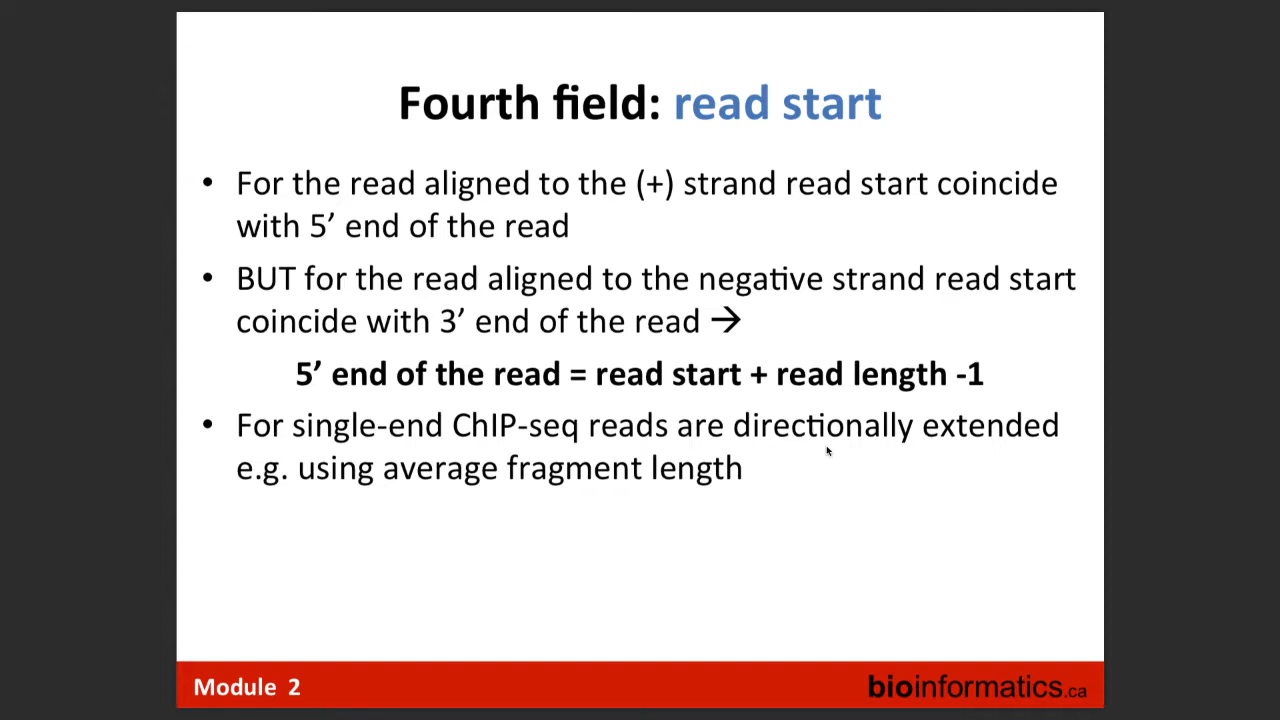 Fourth field: read start
• For the read aligned to the (+) strand read start coincide
with 5’ end of the read
• BUT for the read aligned to the negative strand read start
coincide with 3’ end of the read →
5’ end of the read = read start + read length -1
• For single-end ChIP-seq reads are directionally extended
e.g. using average fragment length
Module 2
bioinformatics.ca